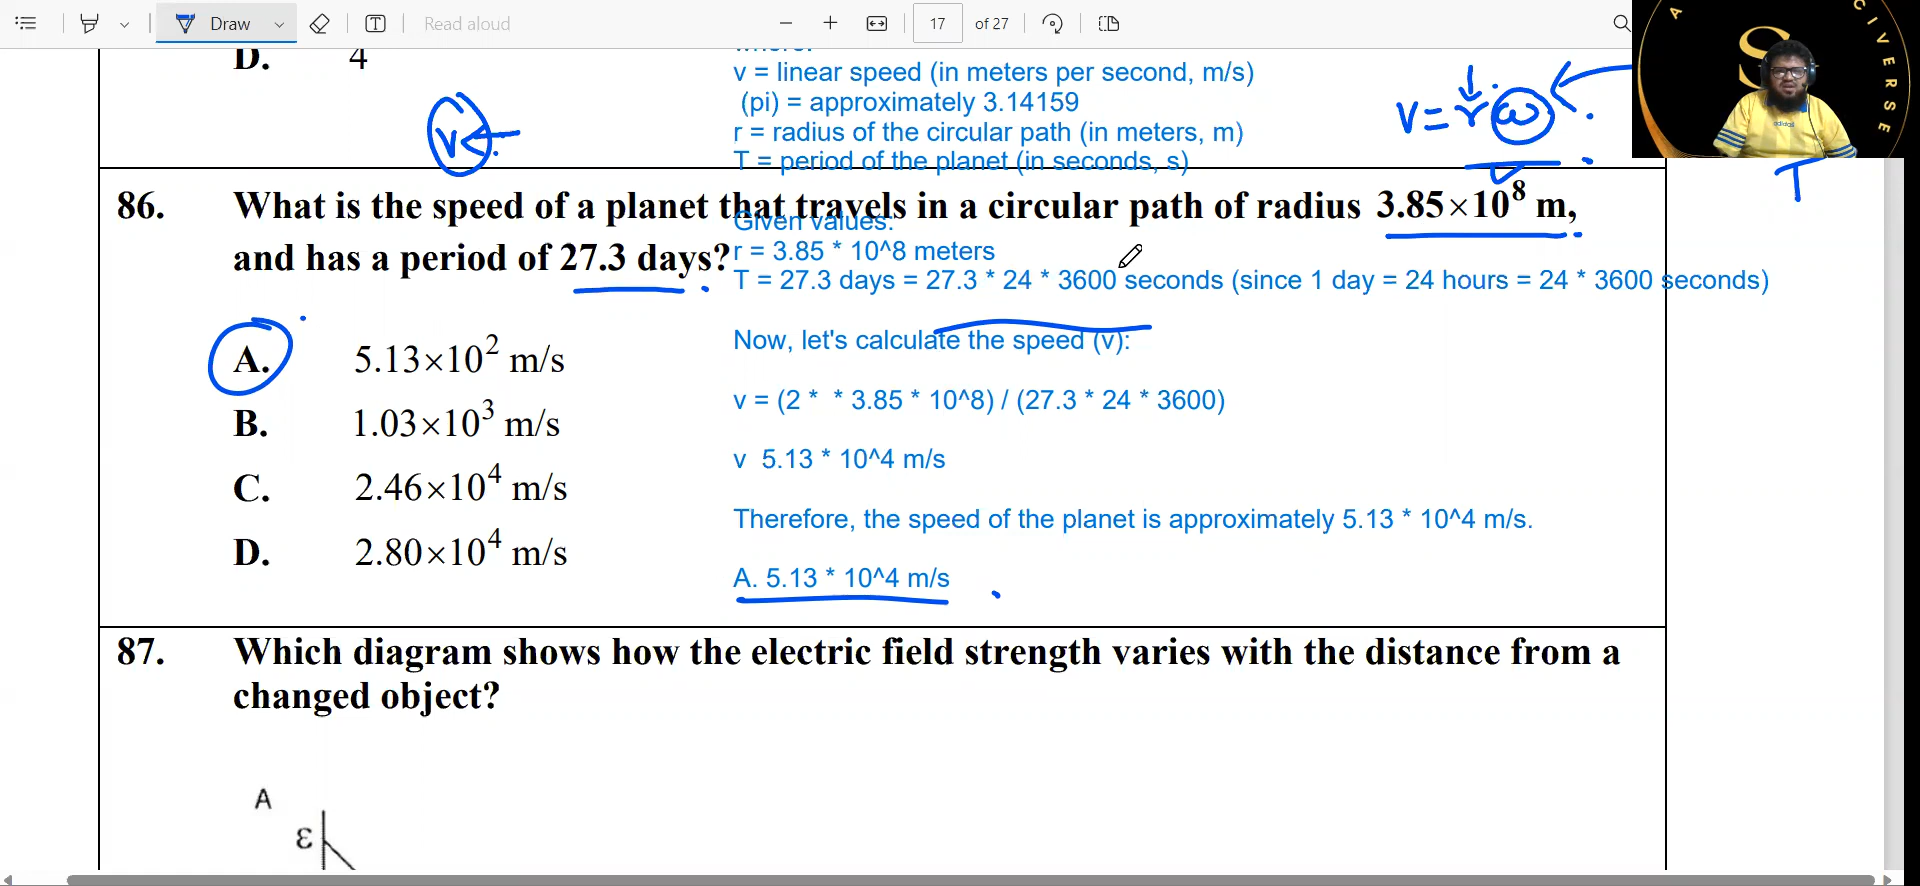 Draw
Read aloud
17 of 27
D. 4
where:
v = linear speed (in meters per second, m/s)
(pi) = approximately 3.14159
r = radius of the circular path (in meters, m)
T = period of the planet (in seconds, s)
v
v = rω
T
A
S
CIVERSE
86. What is the speed of a planet that travels in a circular path of radius 3.85×10⁸ m,
and has a period of 27.3 days?
Given values:
r = 3.85 * 10^8 meters
T = 27.3 days = 27.3 * 24 * 3600 seconds (since 1 day = 24 hours = 24 * 3600 seconds)
Now, let's calculate the speed (v):
v = (2 * * 3.85 * 10^8) / (27.3 * 24 * 3600)
v 5.13 * 10^4 m/s
Therefore, the speed of the planet is approximately 5.13 * 10^4 m/s.
A. 5.13 * 10^4 m/s
A. 5.13×10² m/s
B. 1.03×10³ m/s
C. 2.46×10⁴ m/s
D. 2.80×10⁴ m/s
87. Which diagram shows how the electric field strength varies with the distance from a
changed object?
A
ε